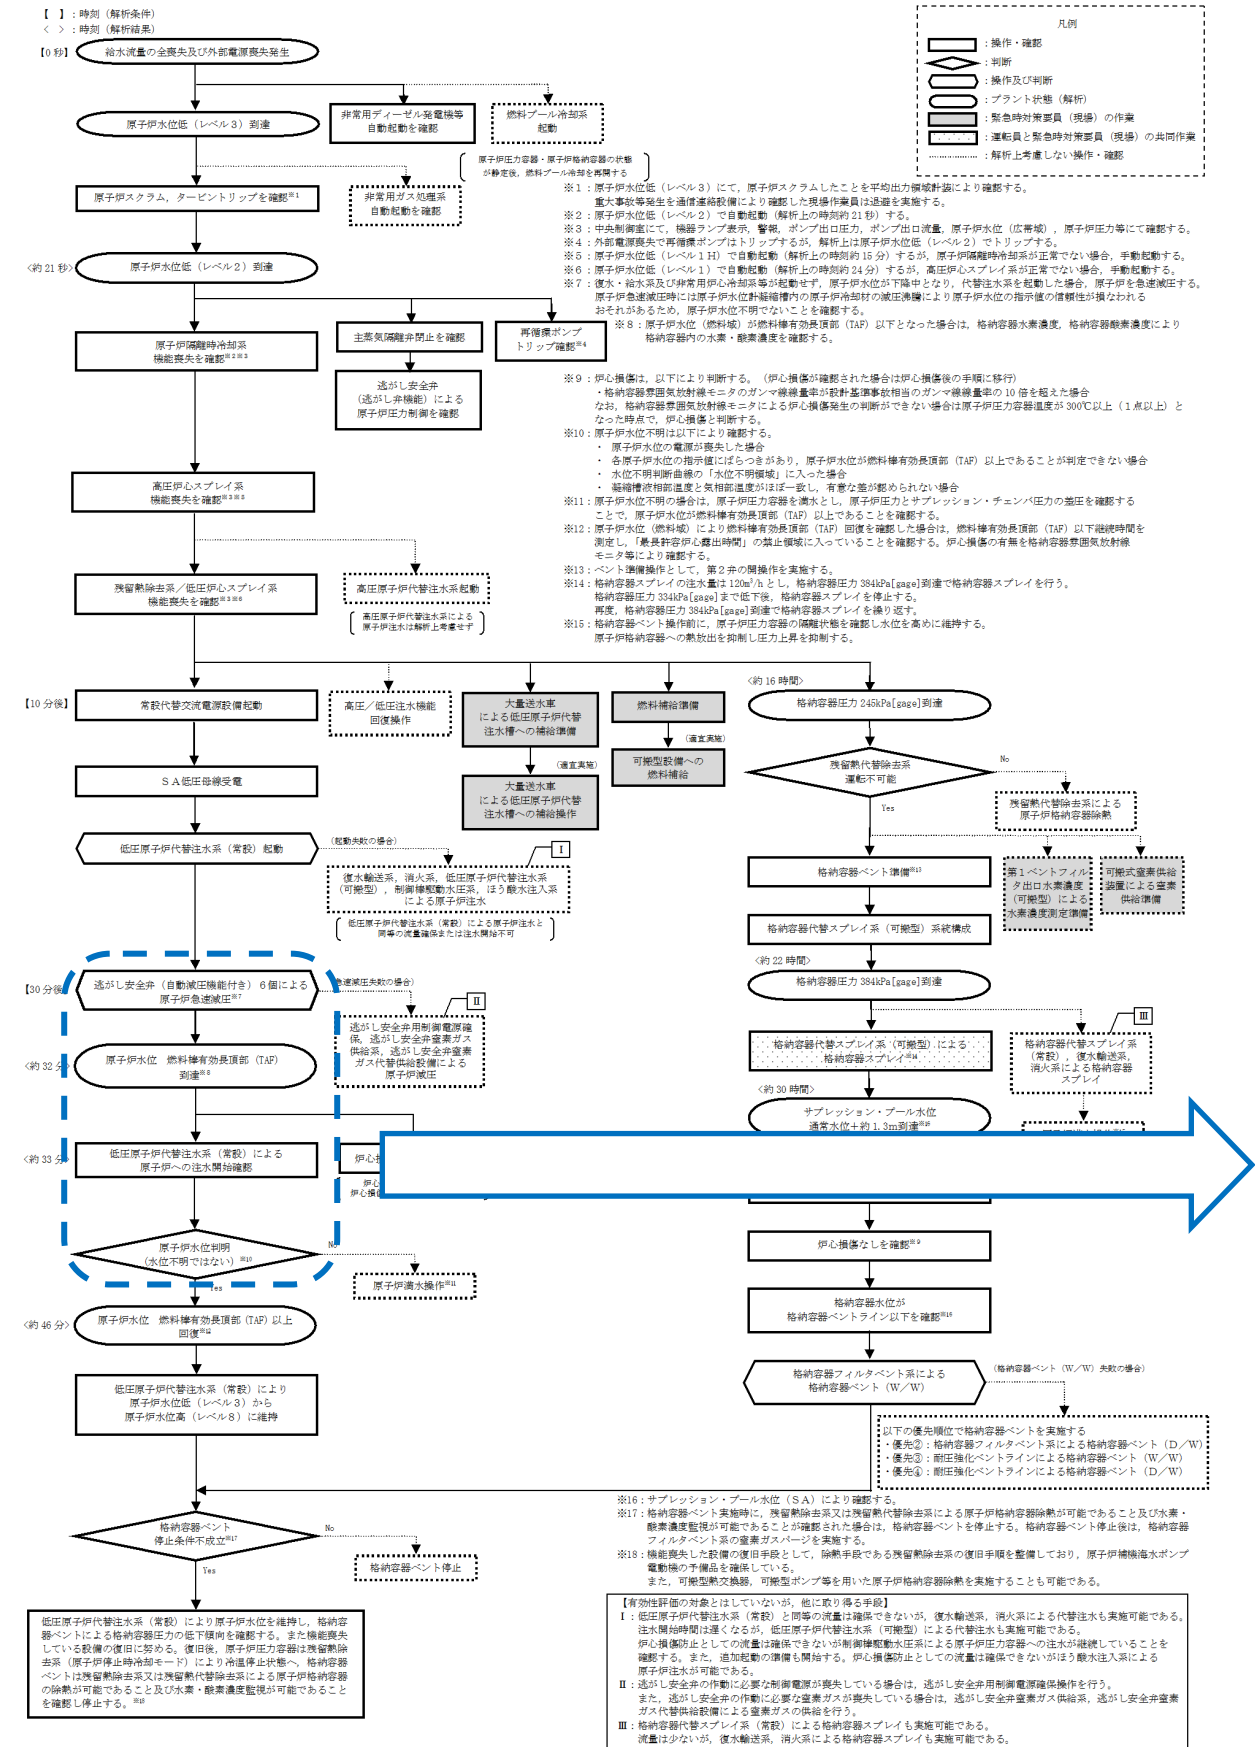 【　】：時刻（解析条件）
＜　＞：時刻（解析結果）
凡例
：操作・確認
：判断
：操作及び判断
：プラント状態（解析）
：緊急時対策要員（現場）の作業
：運転員と緊急時対策要員（現場）の共同作業
：解析上考慮しない操作・確認
【0秒】
給水流量の全喪失及び外部電源喪失発生
原子炉水位低（レベル３）到達
非常用ディーゼル発電機等
自動起動を確認
燃料プール冷却系
起動
原子炉圧力容器・原子炉格納容器の状態
が静定後，燃料プール冷却を再開する
原子炉スクラム，タービントリップを確認※1
非常用ガス処理系
自動起動を確認
＜約21秒＞
原子炉水位低（レベル２）到達
原子炉隔離時冷却系
機能喪失を確認※2※3
主蒸気隔離弁閉止を確認
再循環ポンプ
トリップ確認※4
逃がし安全弁
（逃がし弁機能）による
原子炉圧力制御を確認
高圧炉心スプレイ系
機能喪失を確認※3※5
残留熱除去系／低圧炉心スプレイ系
機能喪失を確認※3※6
高圧原子炉代替注水系起動
高圧原子炉代替注水系による
原子炉注水は解析上考慮せず
※１：原子炉水位低（レベル３）にて，原子炉スクラムしたことを平均出力領域計装により確認する。
重大事故等発生を通信連絡設備により確認した現場作業員は退避を実施する。
※２：原子炉水位低（レベル２）で自動起動（解析上の時刻約21秒）する。
※３：中央制御室にて，機器ランプ表示，警報，ポンプ出口圧力，ポンプ出口流量，原子炉水位（広帯域），原子炉圧力等にて確認する。
※４：外部電源喪失で再循環ポンプはトリップするが，解析上は原子炉水位低（レベル２）でトリップする。
※５：原子炉水位低（レベル１Ｈ）で自動起動（解析上の時刻約15分）するが，原子炉隔離時冷却系が正常でない場合，手動起動する。
※６：原子炉水位低（レベル１）で自動起動（解析上の時刻約24分）するが，高圧炉心スプレイ系が正常でない場合，手動起動する。
※７：復水・給水系及び非常用炉心冷却系等が起動せず，原子炉水位が下降中となり，代替注水系を起動した場合，原子炉を急速減圧する。
原子炉急速減圧時には原子炉水位計凝縮槽内の原子炉冷却材の減圧沸騰により原子炉水位の指示値の信頼性が損なわれる
おそれがあるため，原子炉水位不明でないことを確認する。
※８：原子炉水位（燃料域）が燃料棒有効長頂部（TAF）以下となった場合は，格納容器水素濃度，格納容器酸素濃度により
格納容器内の水素・酸素濃度を確認する。
※９：炉心損傷は，以下により判断する。（炉心損傷が確認された場合は炉心損傷後の手順に移行）
・格納容器雰囲気放射線モニタのガンマ線線量率が設計基準事故相当のガンマ線線量率の10倍を超えた場合
なお，格納容器雰囲気放射線モニタによる炉心損傷発生の判断ができない場合は原子炉圧力容器温度が300℃以上（１点以上）と
なった時点で，炉心損傷と判断する。
※10：原子炉水位不明は以下により確認する。
・　原子炉水位の電源が喪失した場合
・　各原子炉水位の指示値にばらつきがあり，原子炉水位が燃料棒有効長頂部（TAF）以上であることが判定できない場合
・　水位不明判断曲線の「水位不明領域」に入った場合
・　凝縮槽液相部温度と気相部温度がほぼ一致し，有意な差が認められない場合
※11：原子炉水位不明の場合は，原子炉圧力容器を満水とし，原子炉圧力とサプレッション・チェンバ圧力の差圧を確認する
ことで，原子炉水位が燃料棒有効長頂部（TAF）以上であることを確認する。
※12：原子炉水位（燃料域）により燃料棒有効長頂部（TAF）回復を確認した場合は，燃料棒有効長頂部（TAF）以下継続時間を
測定し，「最長許容炉心露出時間」の禁止領域に入っていることを確認する。炉心損傷の有無を格納容器雰囲気放射線
モニタ等により確認する。
※13：ベント準備操作として，第２弁の開操作を実施する。
※14：格納容器スプレイの注水量は120m³/hとし，格納容器圧力384kPa[gage]到達で格納容器スプレイを行う。
格納容器圧力334kPa[gage]まで低下後，格納容器スプレイを停止する。
再度，格納容器圧力384kPa[gage]到達で格納容器スプレイを繰り返す。
※15：格納容器ベント操作前に，原子炉圧力容器の隔離状態を確認し水位を高めに維持する。
原子炉格納容器への熱放出を抑制し圧力上昇を抑制する。
【10分後】
常設代替交流電源設備起動
高圧／低圧注水機能
回復操作
大量送水車
による低圧原子炉代替
注水槽への補給準備
燃料補給準備
（適宜実施）
（適宜実施）
可搬型設備への
燃料補給
大量送水車
による低圧原子炉代替
注水槽への補給操作
ＳＡ低圧母線受電
低圧原子炉代替注水系（常設）起動
（起動失敗の場合）
Ⅰ
復水輸送系，消火系，低圧原子炉代替注水系
（可搬型），制御棒駆動水圧系，ほう酸水注入系
による原子炉注水
低圧原子炉代替注水系（常設）による原子炉注水と
同等の流量確保または注水開始不可
【30分後】
逃がし安全弁（自動減圧機能付き）６個による
原子炉急速減圧※7
急速減圧失敗の場合）
Ⅱ
逃がし安全弁用制御電源確
保，逃がし安全弁窒素ガス
供給系，逃がし安全弁窒素
ガス代替供給設備による
原子炉減圧
＜約32分＞
原子炉水位　燃料棒有効長頂部（TAF）
到達※8
＜約33分＞
低圧原子炉代替注水系（常設）による
原子炉への注水開始確認
炉心損
炉心
炉心損傷
原子炉水位判明
（水位不明ではない）※10
No
Yes
原子炉満水操作※11
＜約46分＞
原子炉水位　燃料棒有効長頂部（TAF）以上
回復※12
低圧原子炉代替注水系（常設）により
原子炉水位低（レベル３）から
原子炉水位高（レベル８）に維持
格納容器ベント
停止条件不成立※17
No
Yes
格納容器ベント停止
低圧原子炉代替注水系（常設）により原子炉水位を維持し，格納容
器ベントによる格納容器圧力の低下傾向を確認する。また機能喪失
している設備の復旧に努める。復旧後，原子炉圧力容器は残留熱除
去系（原子炉停止時冷却モード）により冷温停止状態へ，格納容器
ベントは残留熱除去系又は残留熱代替除去系による原子炉格納容器
の除熱が可能であること及び水素・酸素濃度監視が可能であること
を確認し停止する。※18
＜約16時間＞
格納容器圧力245kPa[gage]到達
残留熱代替除去系
運転不可能
No
Yes
残留熱代替除去系による
原子炉格納容器除熱
格納容器ベント準備※13
第１ベントフィル
タ出口水素濃度
（可搬型）による
水素濃度測定準備
可搬式窒素供給
装置による窒素
供給準備
格納容器代替スプレイ系（可搬型）系統構成
＜約22時間＞
格納容器圧力384kPa[gage]到達
Ⅲ
格納容器代替スプレイ系（可搬型）による
格納容器スプレイ※14
格納容器代替スプレイ系
（常設），復水輸送系，
消火系による格納容器
スプレイ
＜約30時間＞
サプレッション・プール水位
通常水位＋約1.3m到達※16
炉心損傷なしを確認※9
格納容器水位が
格納容器ベントライン以下を確認※16
格納容器フィルタベント系による
格納容器ベント（Ｗ／Ｗ）
（格納容器ベント（Ｗ／Ｗ）失敗の場合）
以下の優先順位で格納容器ベントを実施する
・優先②：格納容器フィルタベント系による格納容器ベント（Ｄ／Ｗ）
・優先③：耐圧強化ベントラインによる格納容器ベント（Ｗ／Ｗ）
・優先④：耐圧強化ベントラインによる格納容器ベント（Ｄ／Ｗ）
※16：サプレッション・プール水位（ＳＡ）により確認する。
※17：格納容器ベント実施時に，残留熱除去系又は残留熱代替除去系による原子炉格納容器除熱が可能であること及び水素・
酸素濃度監視が可能であることが確認された場合は，格納容器ベントを停止する。格納容器ベント停止後は，格納容器
フィルタベント系の窒素ガスパージを実施する。
※18：機能喪失した設備の復旧手段として，除熱手段である残留熱除去系の復旧手順を整備しており，原子炉補機海水ポンプ
電動機の予備品を確保している。
また，可搬型熱交換器，可搬型ポンプ等を用いた原子炉格納容器除熱を実施することも可能である。
【有効性評価の対象とはしていないが，他に取り得る手段】
Ⅰ：低圧原子炉代替注水系（常設）と同等の流量は確保できないが，復水輸送系，消火系による代替注水も実施可能である。
注水開始時間は遅くなるが，低圧原子炉代替注水系（可搬型）による代替注水も実施可能である。
炉心損傷防止としての流量は確保できないが制御棒駆動水圧系による原子炉圧力容器への注水が継続していることを
確認する。また，追加起動の準備も開始する。炉心損傷防止としての流量は確保できないがほう酸水注入系による
原子炉注水が可能である。
Ⅱ：逃がし安全弁の作動に必要な制御電源が喪失している場合は，逃がし安全弁用制御電源確保操作を行う。
また，逃がし安全弁の作動に必要な窒素ガスが喪失している場合は，逃がし安全弁窒素ガス供給系，逃がし安全弁窒素
ガス代替供給設備による窒素ガスの供給を行う。
Ⅲ：格納容器代替スプレイ系（常設）による格納容器スプレイも実施可能である。
流量は少ないが，復水輸送系，消火系による格納容器スプレイも実施可能である。